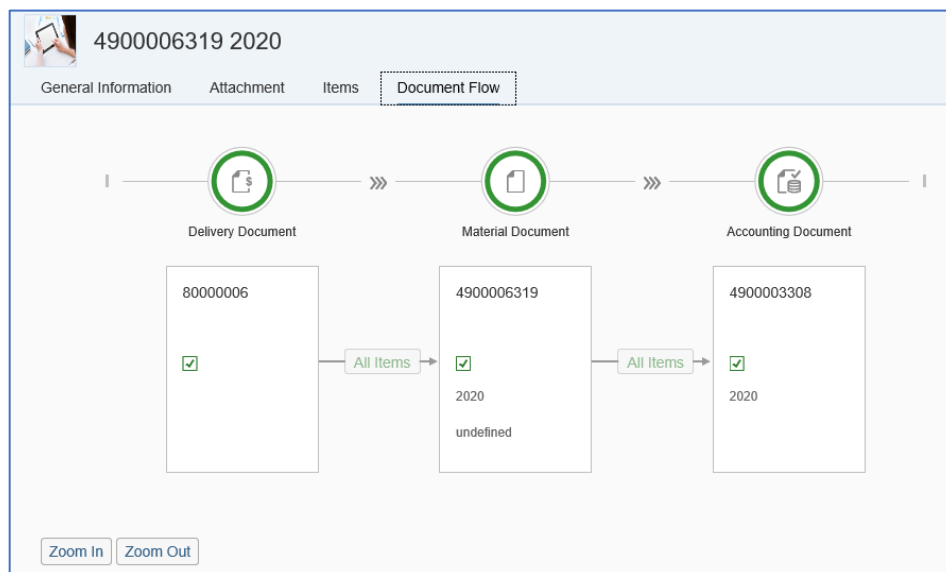 4900006319 2020
General Information Attachment Items Document Flow
Delivery Document Material Document Accounting Document
80000006 4900006319 4900003308
All Items All Items
2020 2020
undefined
Zoom In Zoom Out